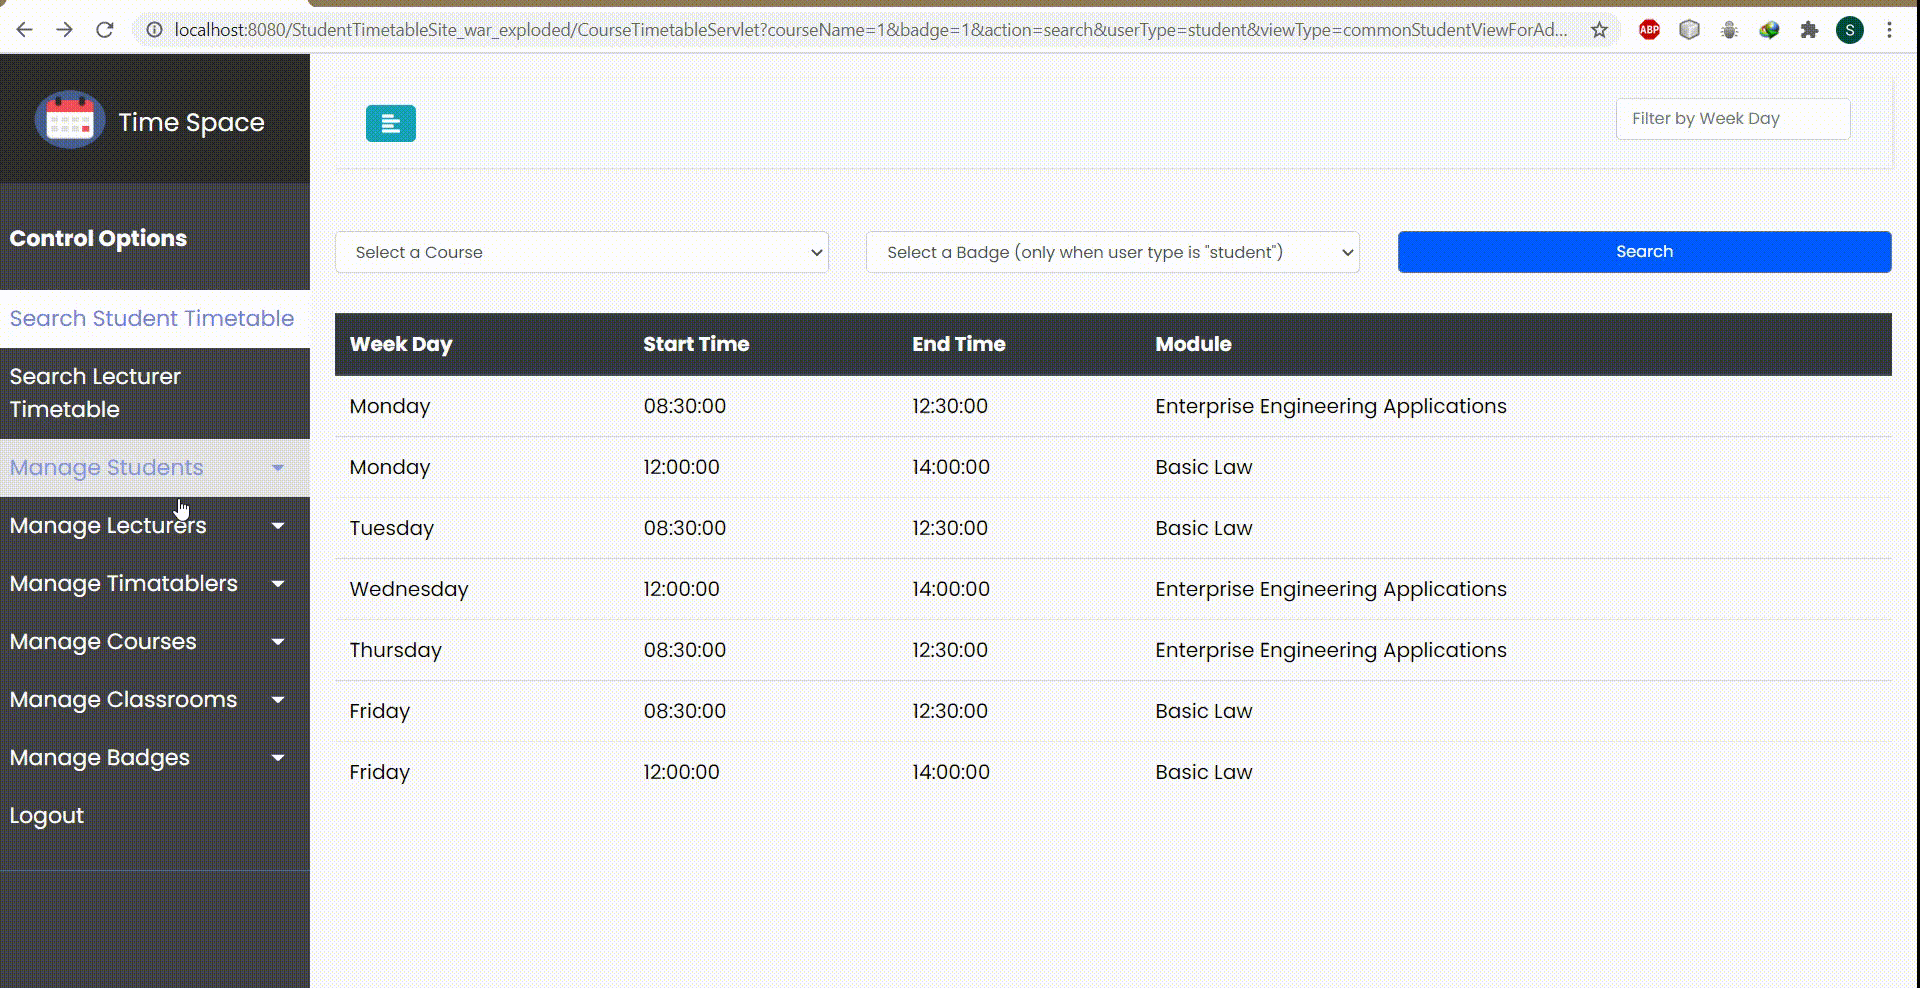 localhost:8080/StudentTimetableSite_war_exploded/CourseTimetableServlet?courseName=1&badge=1&action=search&userType=student&viewType=commonStudentViewForAd...
ABP
S
Time Space
Filter by Week Day
Control Options
Select a Course
Select a Badge (only when user type is "student")
Search
Search Student Timetable
Search Lecturer
Timetable
Manage Students
Manage Lecturers
Manage Timatablers
Manage Courses
Manage Classrooms
Manage Badges
Logout
Week Day Start Time End Time Module
Monday 08:30:00 12:30:00 Enterprise Engineering Applications
Monday 12:00:00 14:00:00 Basic Law
Tuesday 08:30:00 12:30:00 Basic Law
Wednesday 12:00:00 14:00:00 Enterprise Engineering Applications
Thursday 08:30:00 12:30:00 Enterprise Engineering Applications
Friday 08:30:00 12:30:00 Basic Law
Friday 12:00:00 14:00:00 Basic Law